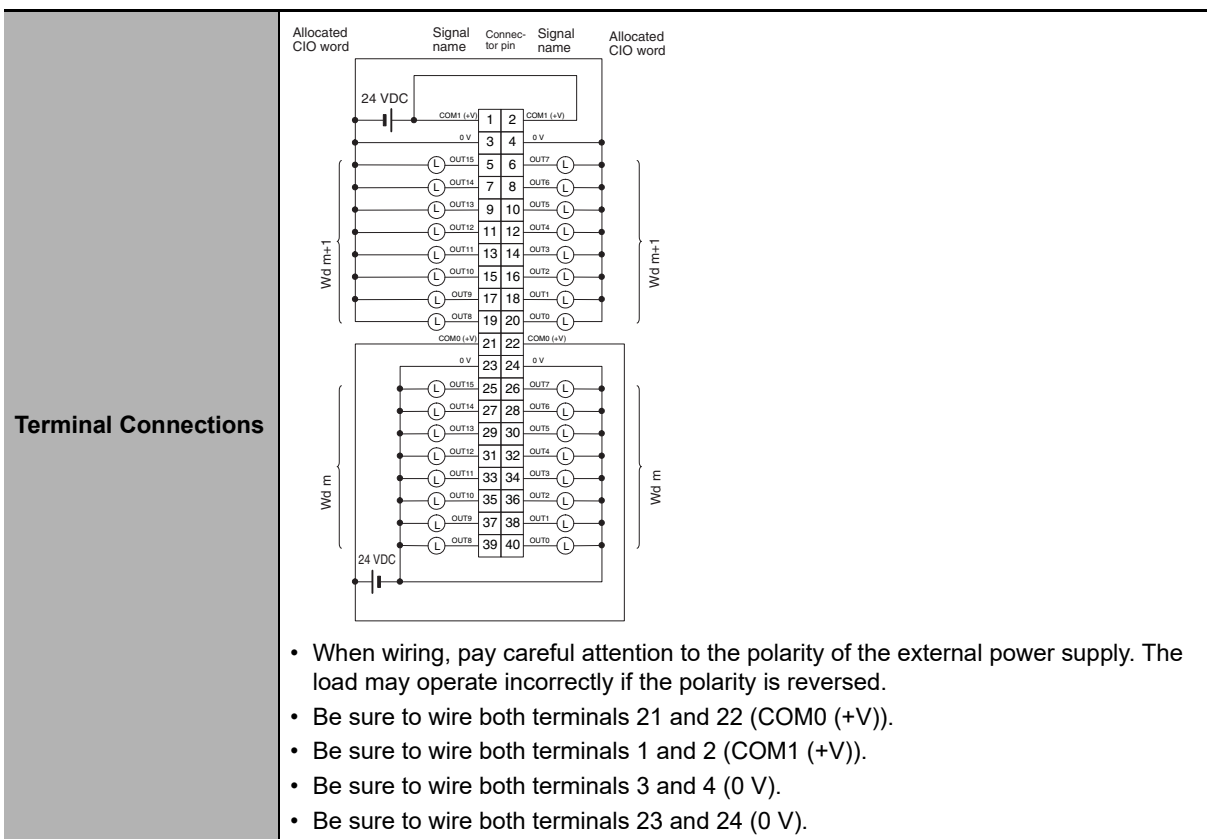 Terminal Connections
Allocated CIO word
Signal name
Connec-tor pin
Signal name
Allocated CIO word
24 VDC
COM1 (+V) 1 2 COM1 (+V)
0 V 3 4 0 V
L OUT15 5 6 OUT7 L
L OUT14 7 8 OUT6 L
L OUT13 9 10 OUT5 L
L OUT12 11 12 OUT4 L
L OUT11 13 14 OUT3 L
L OUT10 15 16 OUT2 L
L OUT9 17 18 OUT1 L
L OUT8 19 20 OUT0 L
Wd m+1
Wd m+1
COM0 (+V) 21 22 COM0 (+V)
0 V 23 24 0 V
L OUT15 25 26 OUT7 L
L OUT14 27 28 OUT6 L
L OUT13 29 30 OUT5 L
L OUT12 31 32 OUT4 L
L OUT11 33 34 OUT3 L
L OUT10 35 36 OUT2 L
L OUT9 37 38 OUT1 L
L OUT8 39 40 OUT0 L
Wd m
Wd m
24 VDC
• When wiring, pay careful attention to the polarity of the external power supply. The
load may operate incorrectly if the polarity is reversed.
• Be sure to wire both terminals 21 and 22 (COM0 (+V)).
• Be sure to wire both terminals 1 and 2 (COM1 (+V)).
• Be sure to wire both terminals 3 and 4 (0 V).
• Be sure to wire both terminals 23 and 24 (0 V).